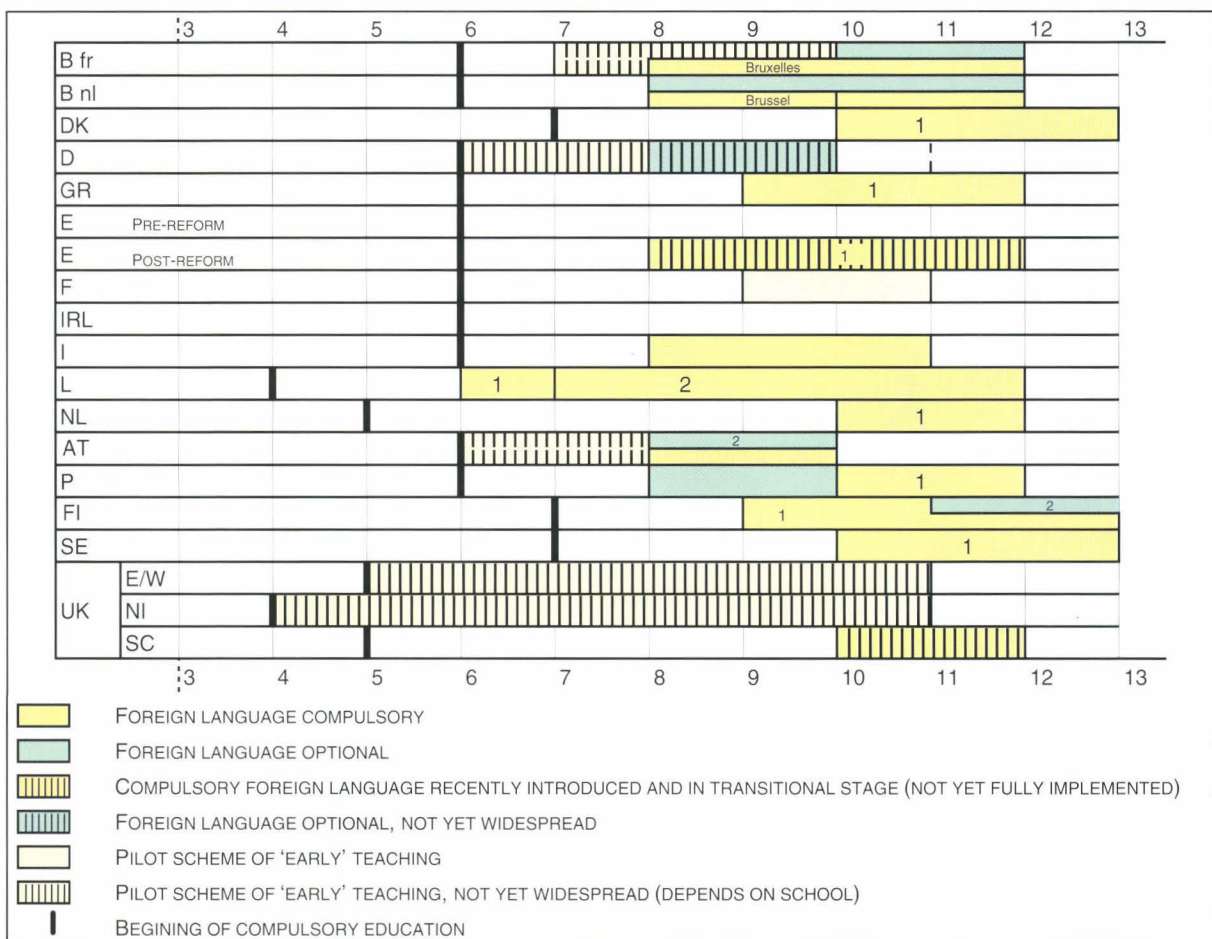 3 4 5 6 7 8 9 10 11 12 13
B fr
Bruxelles
B nl
Brussel
DK 1
D
GR 1
E PRE-REFORM
E POST-REFORM 1
F
IRL
I
L 1 2
NL 1
AT 2
P 1
FI 1 2
SE 1
UK
E/W
NI
SC
3 4 5 6 7 8 9 10 11 12 13
FOREIGN LANGUAGE COMPULSORY
FOREIGN LANGUAGE OPTIONAL
COMPULSORY FOREIGN LANGUAGE RECENTLY INTRODUCED AND IN TRANSITIONAL STAGE (NOT YET FULLY IMPLEMENTED)
FOREIGN LANGUAGE OPTIONAL, NOT YET WIDESPREAD
PILOT SCHEME OF ‘EARLY’ TEACHING
PILOT SCHEME OF ‘EARLY’ TEACHING, NOT YET WIDESPREAD (DEPENDS ON SCHOOL)
BEGINING OF COMPULSORY EDUCATION